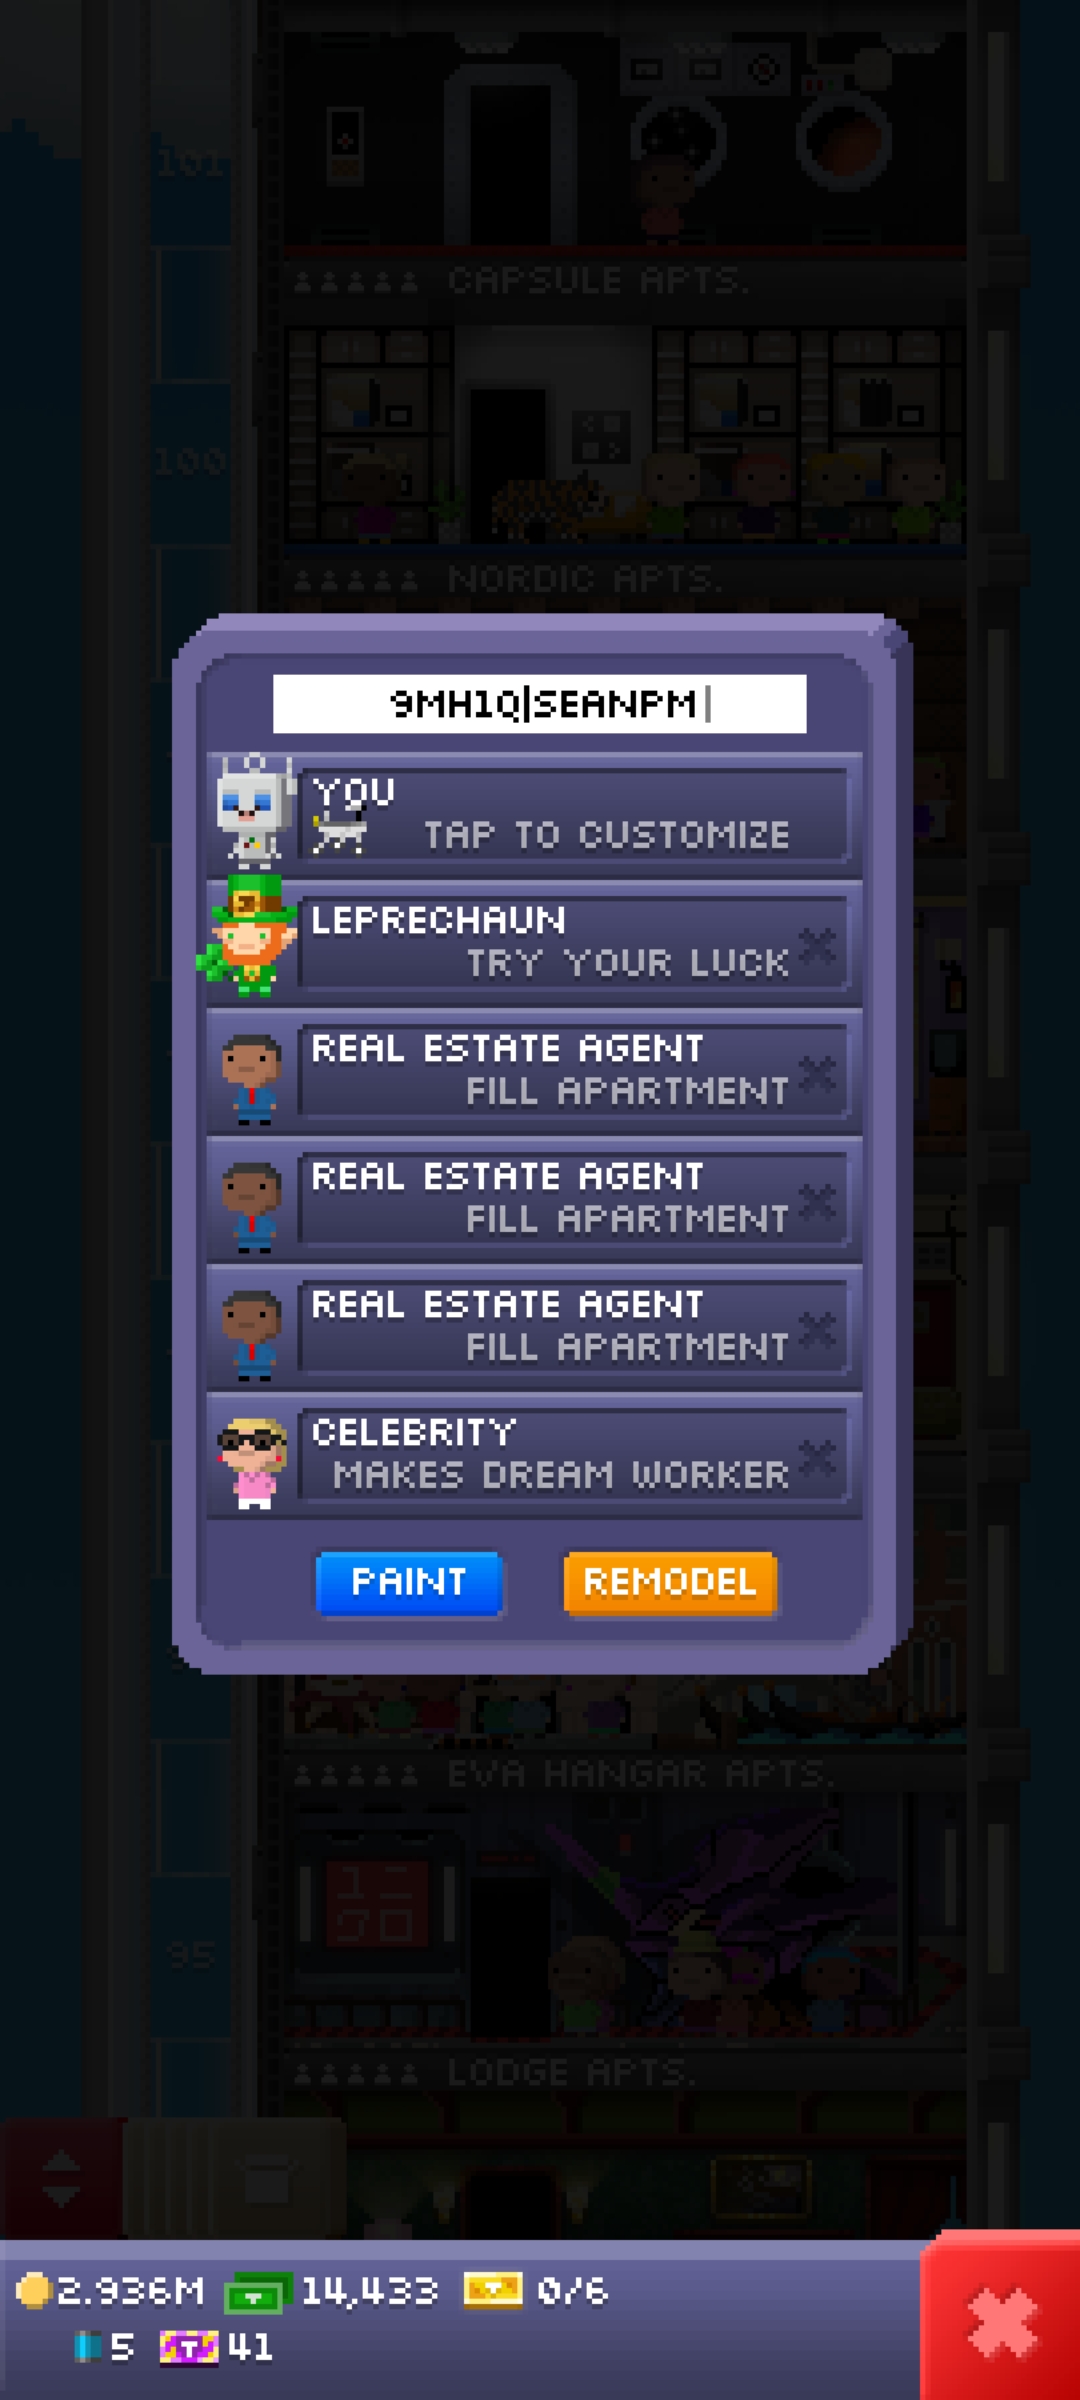 101
CAPSULE APTS.
100
NORDIC APTS.
9MH1Q|SEANPM|
YOU
TAP TO CUSTOMIZE
LEPRECHAUN
TRY YOUR LUCK
REAL ESTATE AGENT
FILL APARTMENT
REAL ESTATE AGENT
FILL APARTMENT
REAL ESTATE AGENT
FILL APARTMENT
CELEBRITY
MAKES DREAM WORKER
PAINT REMODEL
EVA HANGAR APTS.
95
LODGE APTS.
2.936M 14,433 0/6
5 41